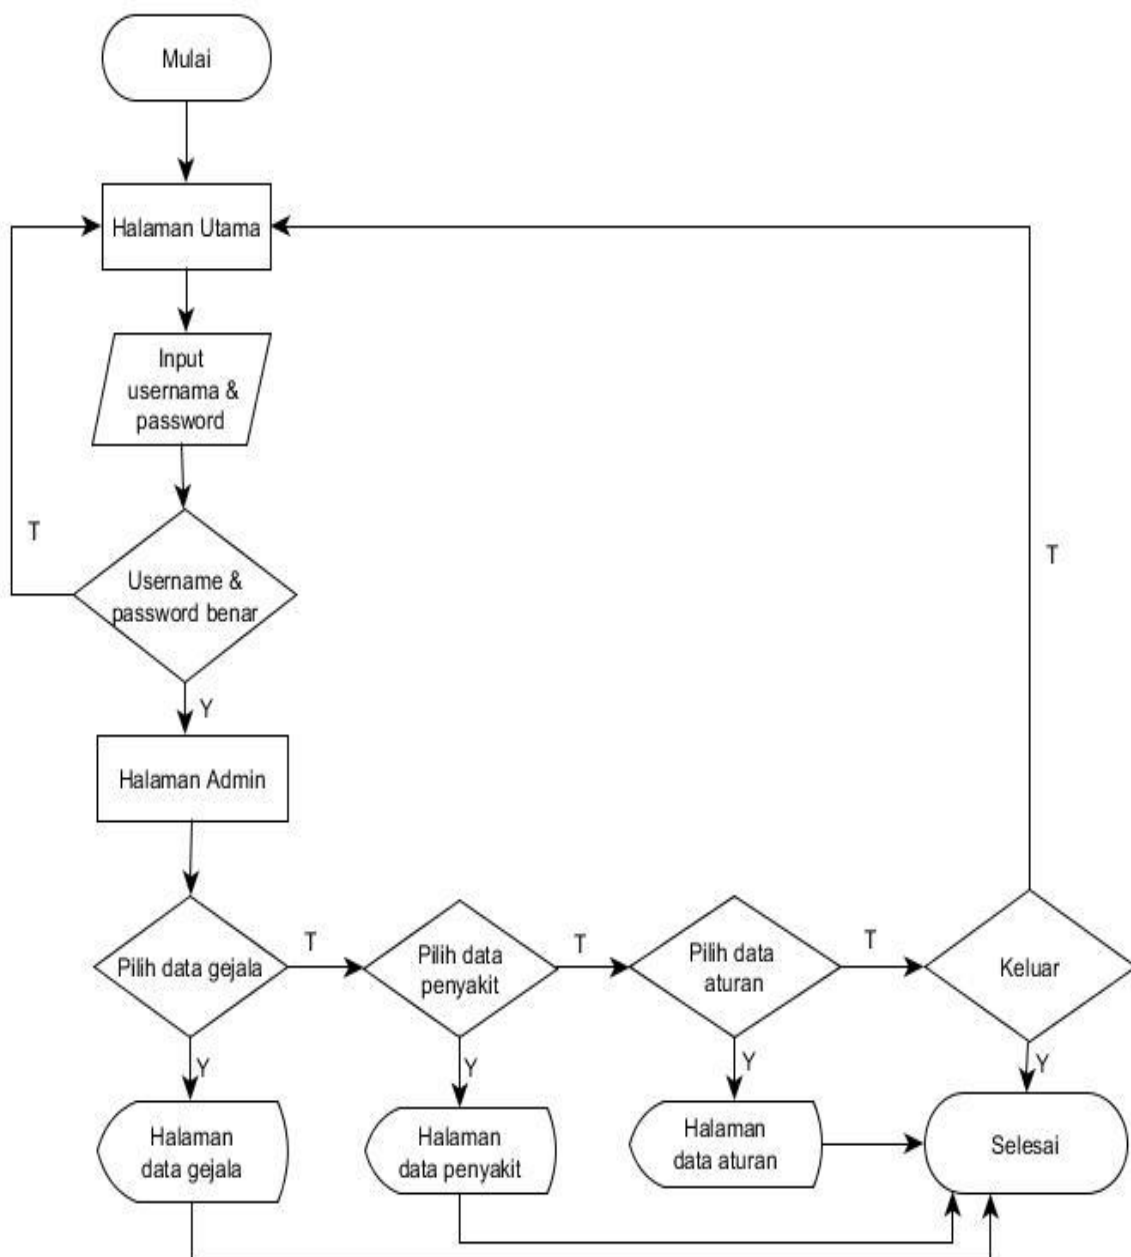 Mulai
Halaman Utama
Input
usernama &
password
T
Username &
password benar
T
Y
Halaman Admin
Pilih data gejala
T
Pilih data
penyakit
T
Pilih data
aturan
T
Keluar
Y
Y
Y
Y
Halaman
data gejala
Halaman
data penyakit
Halaman
data aturan
Selesai